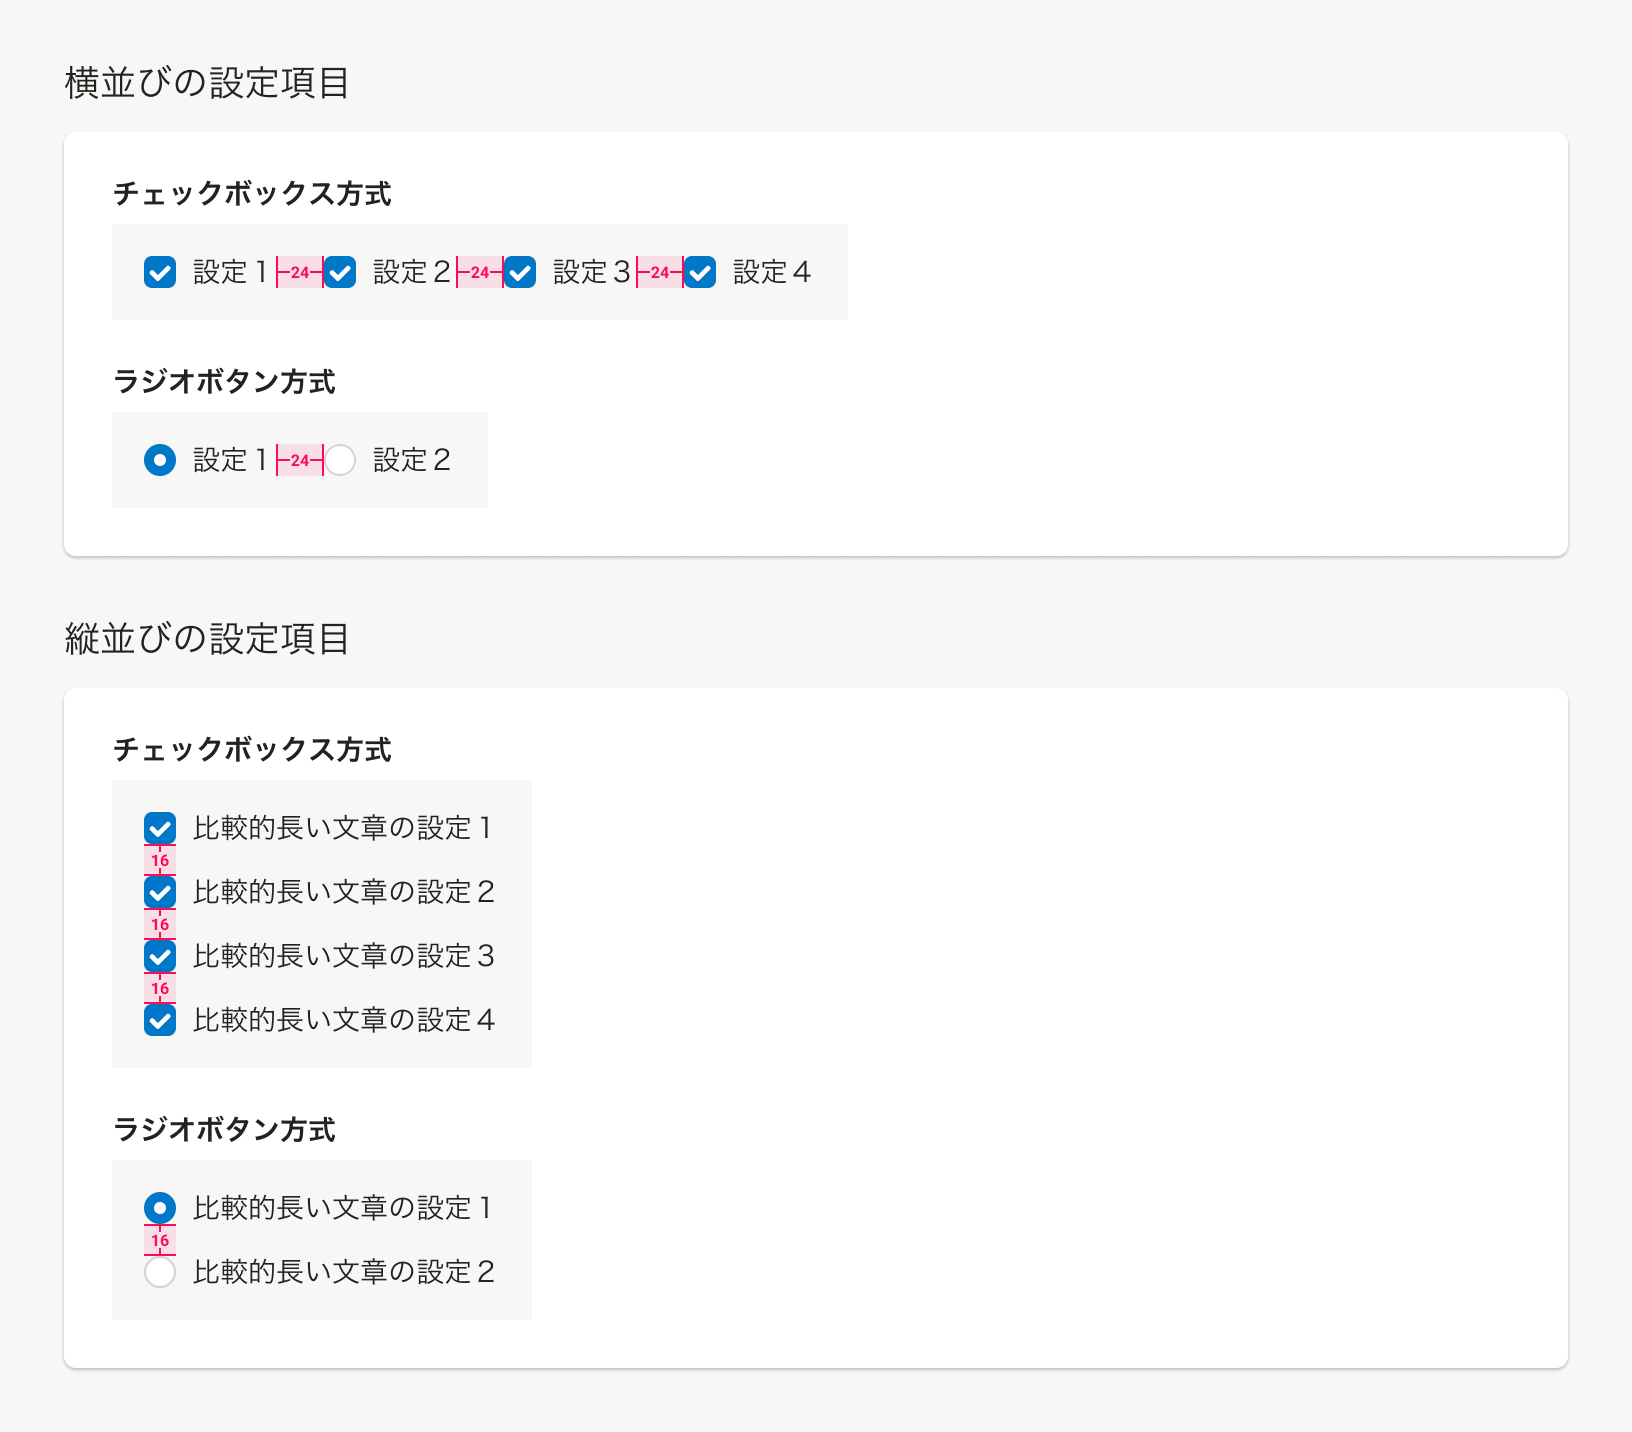 横並びの設定項目
チェックボックス方式
設定１ 24 設定２ 24 設定３ 24 設定４
ラジオボタン方式
設定１ 24 設定２
縦並びの設定項目
チェックボックス方式
比較的長い文章の設定１
16
比較的長い文章の設定２
16
比較的長い文章の設定３
16
比較的長い文章の設定４
ラジオボタン方式
比較的長い文章の設定１
16
比較的長い文章の設定２